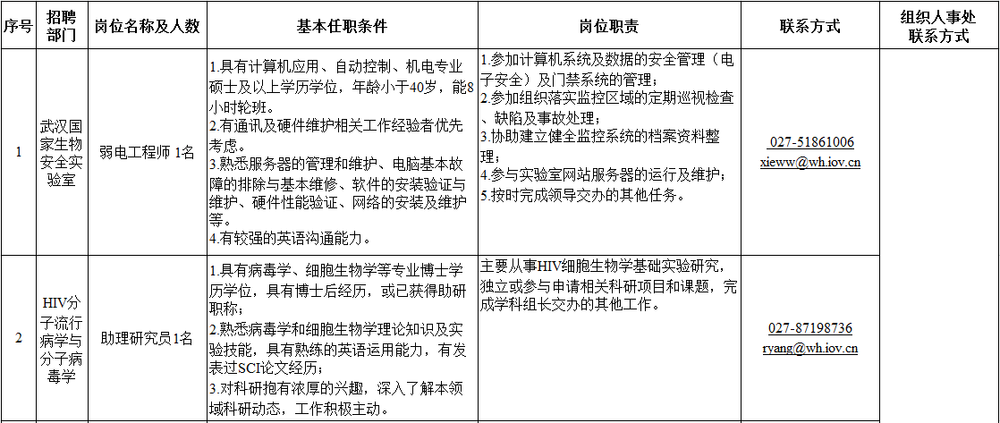 序号
招聘
部门
岗位名称及人数
基本任职条件
岗位职责
联系方式
组织人事处
联系方式
1
武汉国
家生物
安全实
验室
弱电工程师 1名
1.具有计算机应用、自动控制、机电专业
硕士及以上学历学位，年龄小于40岁，能8
小时轮班。
2.有通讯及硬件维护相关工作经验者优先
考虑。
3.熟悉服务器的管理和维护、电脑基本故
障的排除与基本维修、软件的安装验证与
维护、硬件性能验证、网络的安装及维护
等。
4.有较强的英语沟通能力。
1.参加计算机系统及数据的安全管理（电
子安全）及门禁系统的管理；
2.参加组织落实监控区域的定期巡视检查
、缺陷及事故处理；
3.协助建立健全监控系统的档案资料整
理；
4.参与实验室网站服务器的运行及维护；
5.按时完成领导交办的其他任务。
027-51861006
xieww@wh.iov.cn
2
HIV分
子流行
病学与
分子病
毒学
助理研究员1名
1.具有病毒学、细胞生物学等专业博士学
历学位，具有博士后经历，或已获得助研
职称；
2.熟悉病毒学和细胞生物学理论知识及实
验技能，具有熟练的英语运用能力，有发
表过SCI论文经历；
3.对科研抱有浓厚的兴趣，深入了解本领
域科研动态，工作积极主动。
主要从事HIV细胞生物学基础实验研究，
独立或参与申请相关科研项目和课题，完
成学科组长交办的其他工作。
027-87198736
ryang@wh.iov.cn